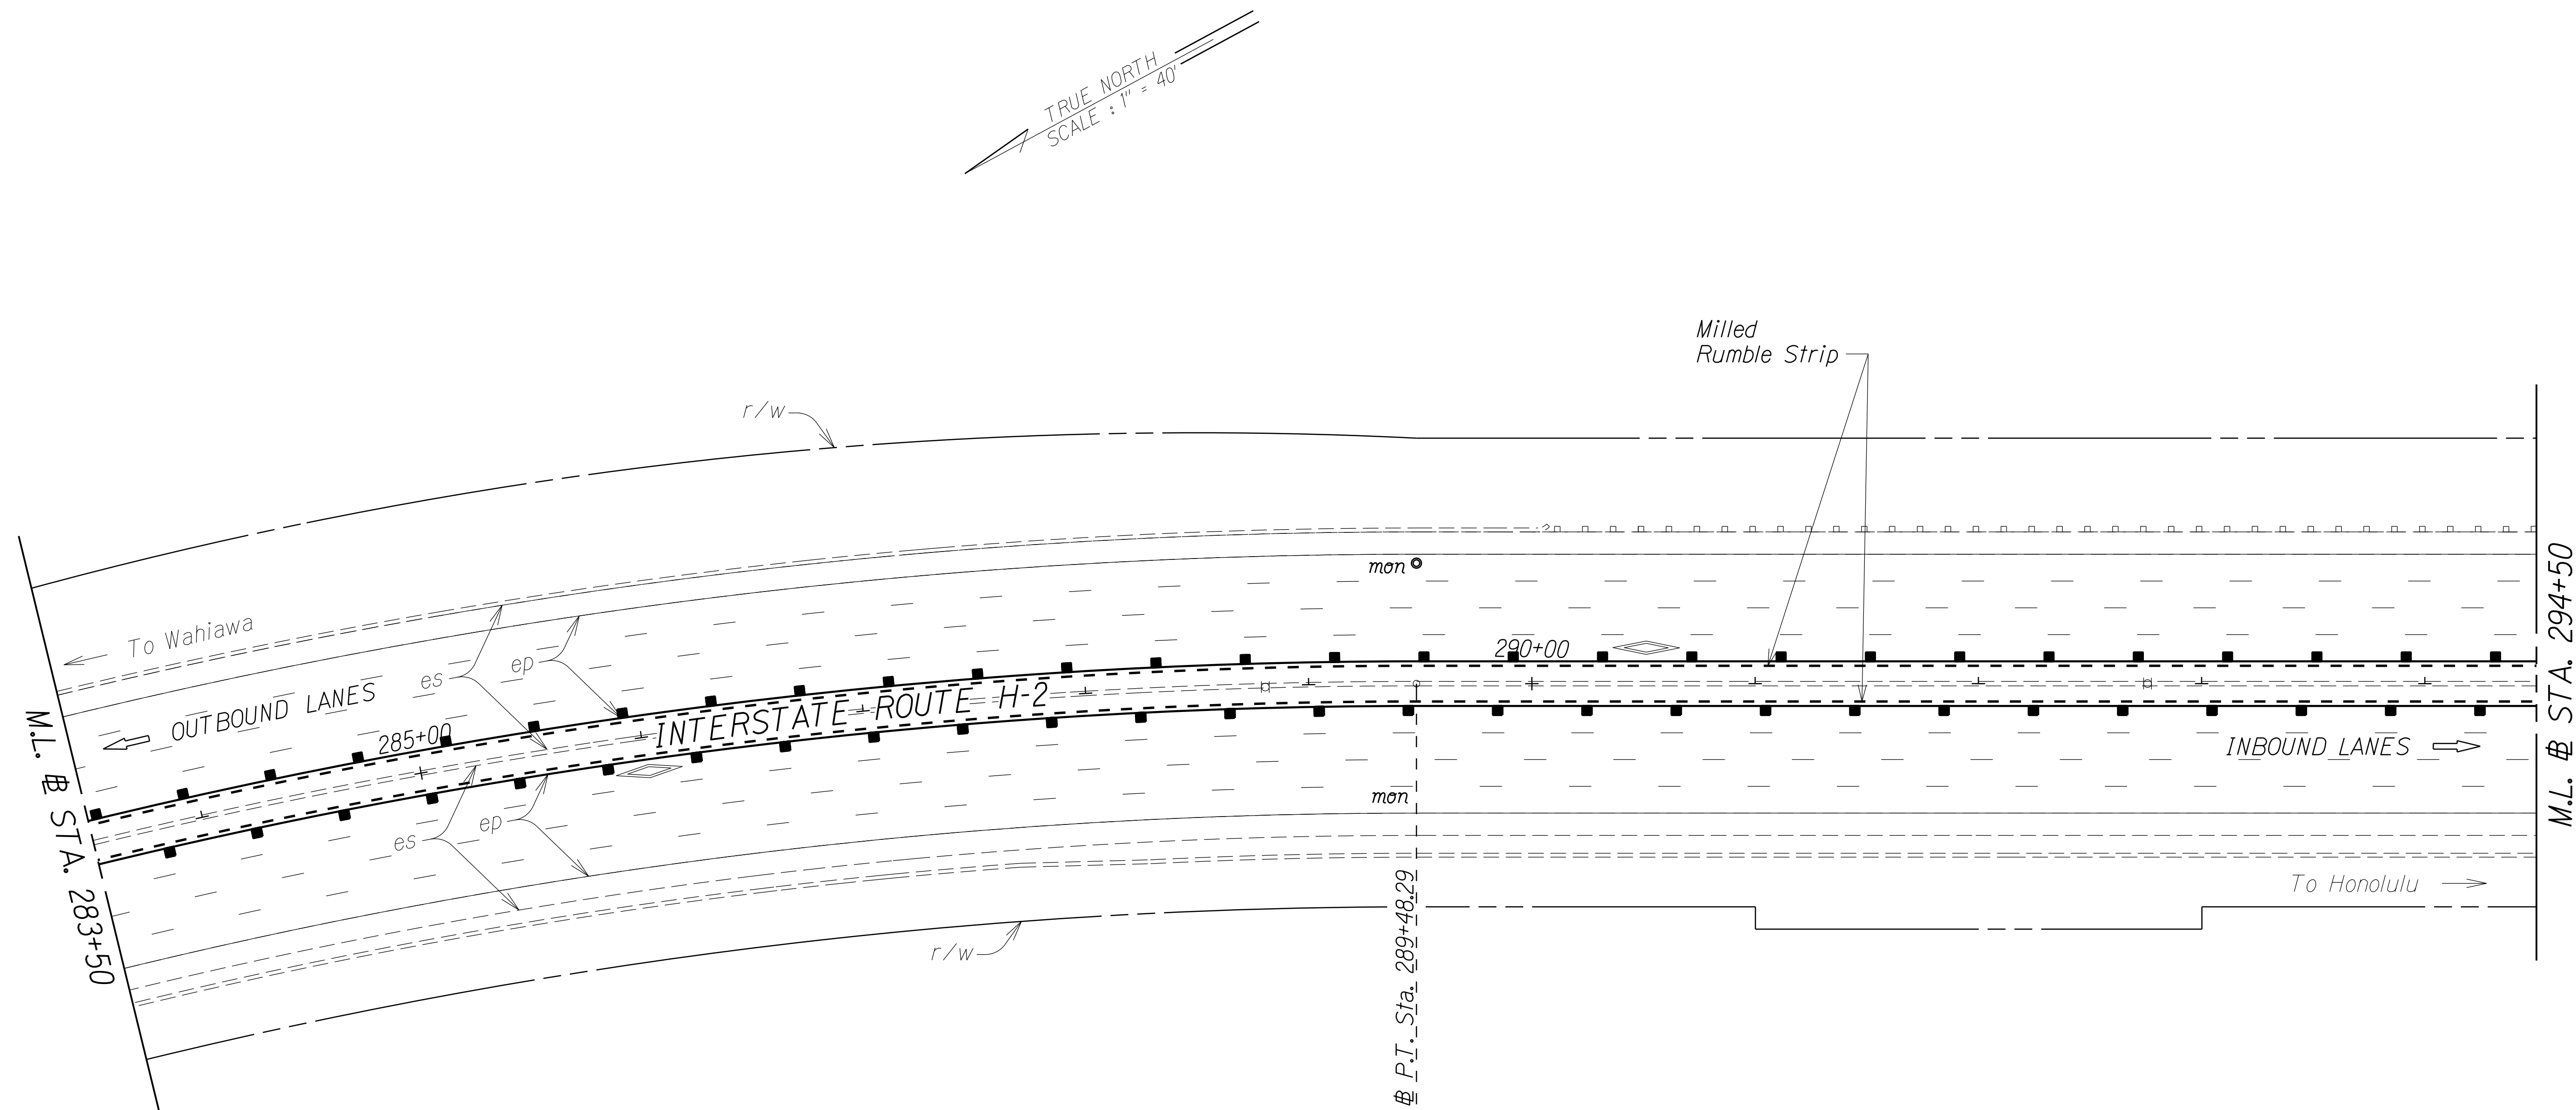 TRUE NORTH
SCALE : 1" = 40'
Milled
Rumble Strip
r/w
mon
To Wahiawa
es
ep
290+00
OUTBOUND LANES
285+00
INTERSTATE ROUTE H-2
INBOUND LANES
es
ep
mon
To Honolulu
r/w
M.L. ⅊ STA. 283+50
⅊ P.T. Sta. 289+48.29
M.L. ⅊ STA. 294+50